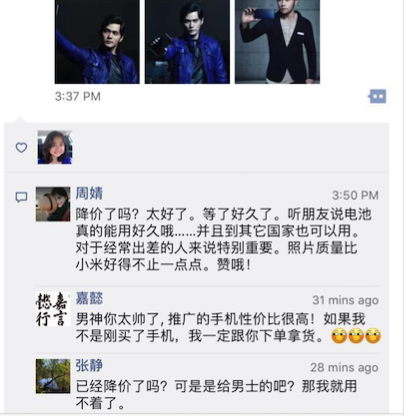 3:37 PM
周婧
3:50 PM
降价了吗？太好了。等了好久了。听朋友说电池
真的能用好久哦......并且到其它国家也可以用。
对于经常出差的人来说特别重要。照片质量比
小米好得不止一点点。赞哦！
嘉懿
31 mins ago
男神你太帅了，推广的手机性价比很高！如果我
不是刚买了手机，我一定跟你下单拿货。
张静
28 mins ago
已经降价了吗？可是是给男士的吧？那我就用
不着了。
嘉言
懿行